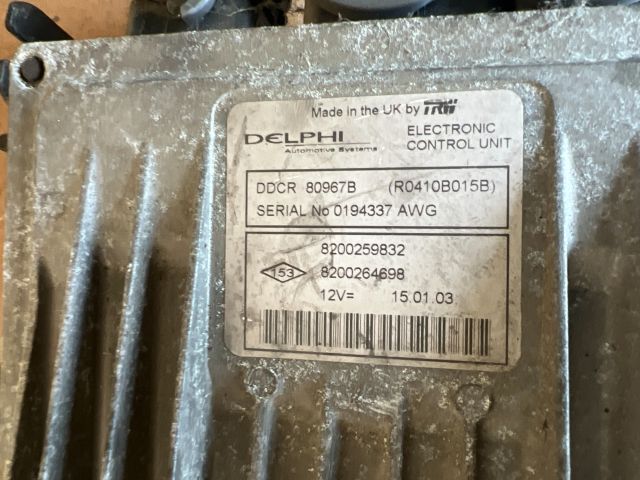 Made in the UK by TRW
DELPHI
Automotive Systems
ELECTRONIC
CONTROL UNIT
DDCR 80967B (R0410B015B)
SERIAL No 0194337 AWG
8200259832
153 8200264698
12V= 15.01.03